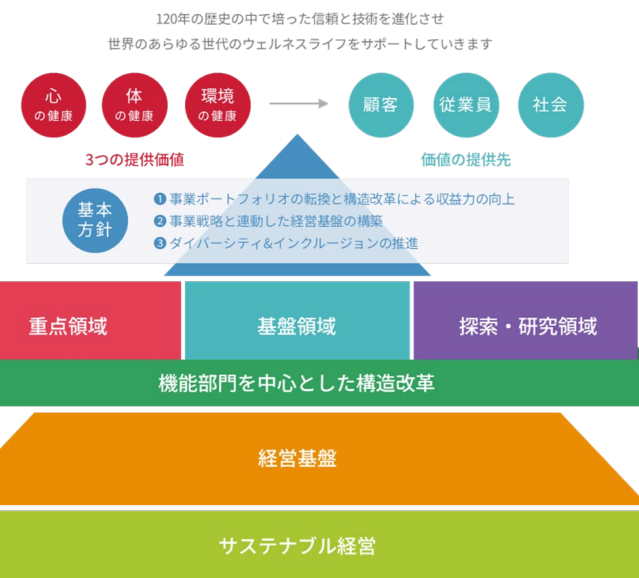 120年の歴史の中で培った信頼と技術を進化させ
世界のあらゆる世代のウェルネスライフをサポートしていきます
心
の健康
体
の健康
環境
の健康
顧客
従業員
社会
3つの提供価値
価値の提供先
基本
方針
❶ 事業ポートフォリオの転換と構造改革による収益力の向上
❷ 事業戦略と連動した経営基盤の構築
❸ ダイバーシティ&インクルージョンの推進
重点領域
基盤領域
探索・研究領域
機能部門を中心とした構造改革
経営基盤
サステナブル経営